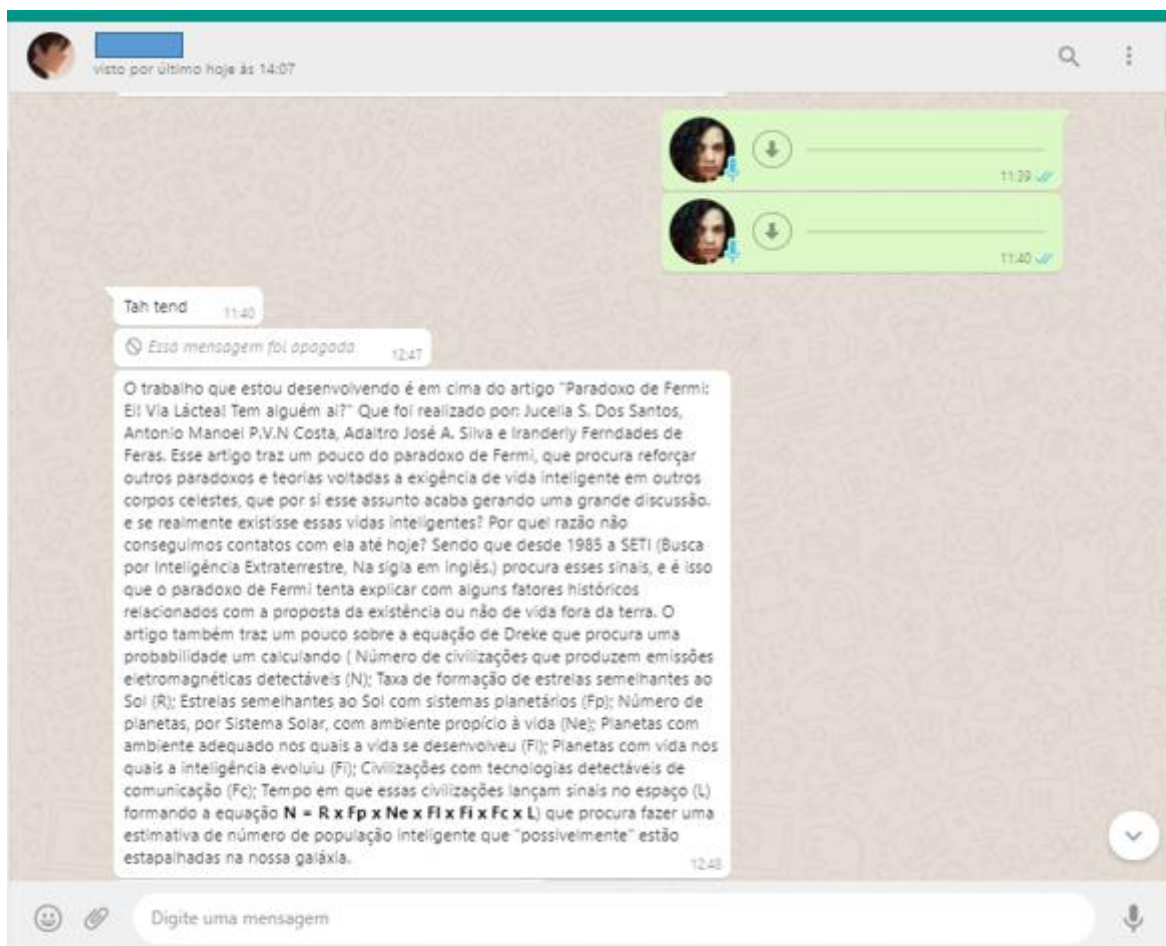 visto por último hoje às 14:07
11:39
11:40
Tah tend 11:40
Essa mensagem foi apagada 12:47
O trabalho que estou desenvolvendo é em cima do artigo "Paradoxo de Fermi:
Ei! Via Láctea! Tem alguém aí?" Que foi realizado por: Jucelia S. Dos Santos,
Antonio Manoel P.V.N Costa, Adaltro José A. Silva e Iranderly Ferndades de
Feras. Esse artigo traz um pouco do paradoxo de Fermi, que procura reforçar
outros paradoxos e teorias voltadas a exigência de vida inteligente em outros
corpos celestes, que por si esse assunto acaba gerando uma grande discussão.
e se realmente existisse essas vidas inteligentes? Por quel razão não
conseguimos contatos com ela até hoje? Sendo que desde 1985 a SETI (Busca
por Inteligência Extraterrestre, Na sigla em inglês.) procura esses sinais, e é isso
que o paradoxo de Fermi tenta explicar com alguns fatores históricos
relacionados com a proposta da existência ou não de vida fora da terra. O
artigo também traz um pouco sobre a equação de Dreke que procura uma
probabilidade um calculando ( Número de civilizações que produzem emissões
eletromagnéticas detectáveis (N); Taxa de formação de estrelas semelhantes ao
Sol (R); Estrelas semelhantes ao Sol com sistemas planetários (Fp); Número de
planetas, por Sistema Solar, com ambiente propício à vida (Ne); Planetas com
ambiente adequado nos quais a vida se desenvolveu (Fl); Planetas com vida nos
quais a inteligência evoluiu (Fi); Civilizações com tecnologias detectáveis de
comunicação (Fc); Tempo em que essas civilizações lançam sinais no espaço (L)
formando a equação N = R x Fp x Ne x Fl x Fi x Fc x L) que procura fazer uma
estimativa de número de população inteligente que "possivelmente" estão
estapalhadas na nossa galáxia. 12:48
Digite uma mensagem